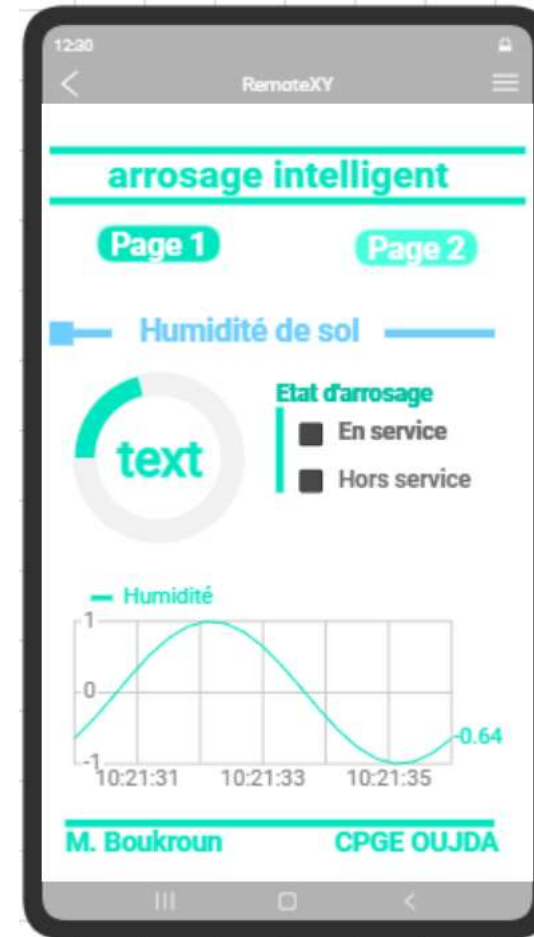 12:30
RemoteXY
arrosage intelligent
Page 1 Page 2
Humidité de sol
Etat d'arrosage
En service
text
Hors service
Humidité
1
0
-0.64
-1
10:21:31 10:21:33 10:21:35
M. Boukroun CPGE OUJDA